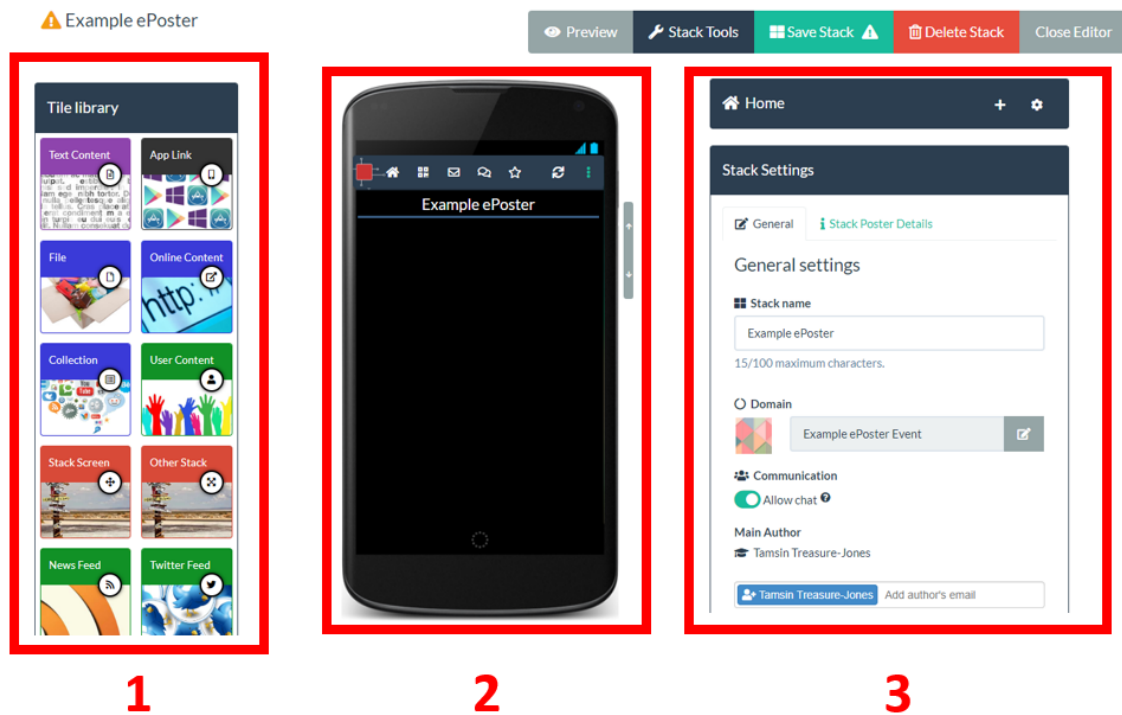 Example ePoster
Preview
Stack Tools
Save Stack
Delete Stack
Close Editor
Tile library
Text Content
App Link
File
Online Content
http:
Collection
User Content
Stack Screen
Other Stack
News Feed
Twitter Feed
1
Example ePoster
2
Home
Stack Settings
General
Stack Poster Details
General settings
Stack name
Example ePoster
15/100 maximum characters.
Domain
Example ePoster Event
Communication
Allow chat
Main Author
Tamsin Treasure-Jones
Tamsin Treasure-Jones Add author's email
3